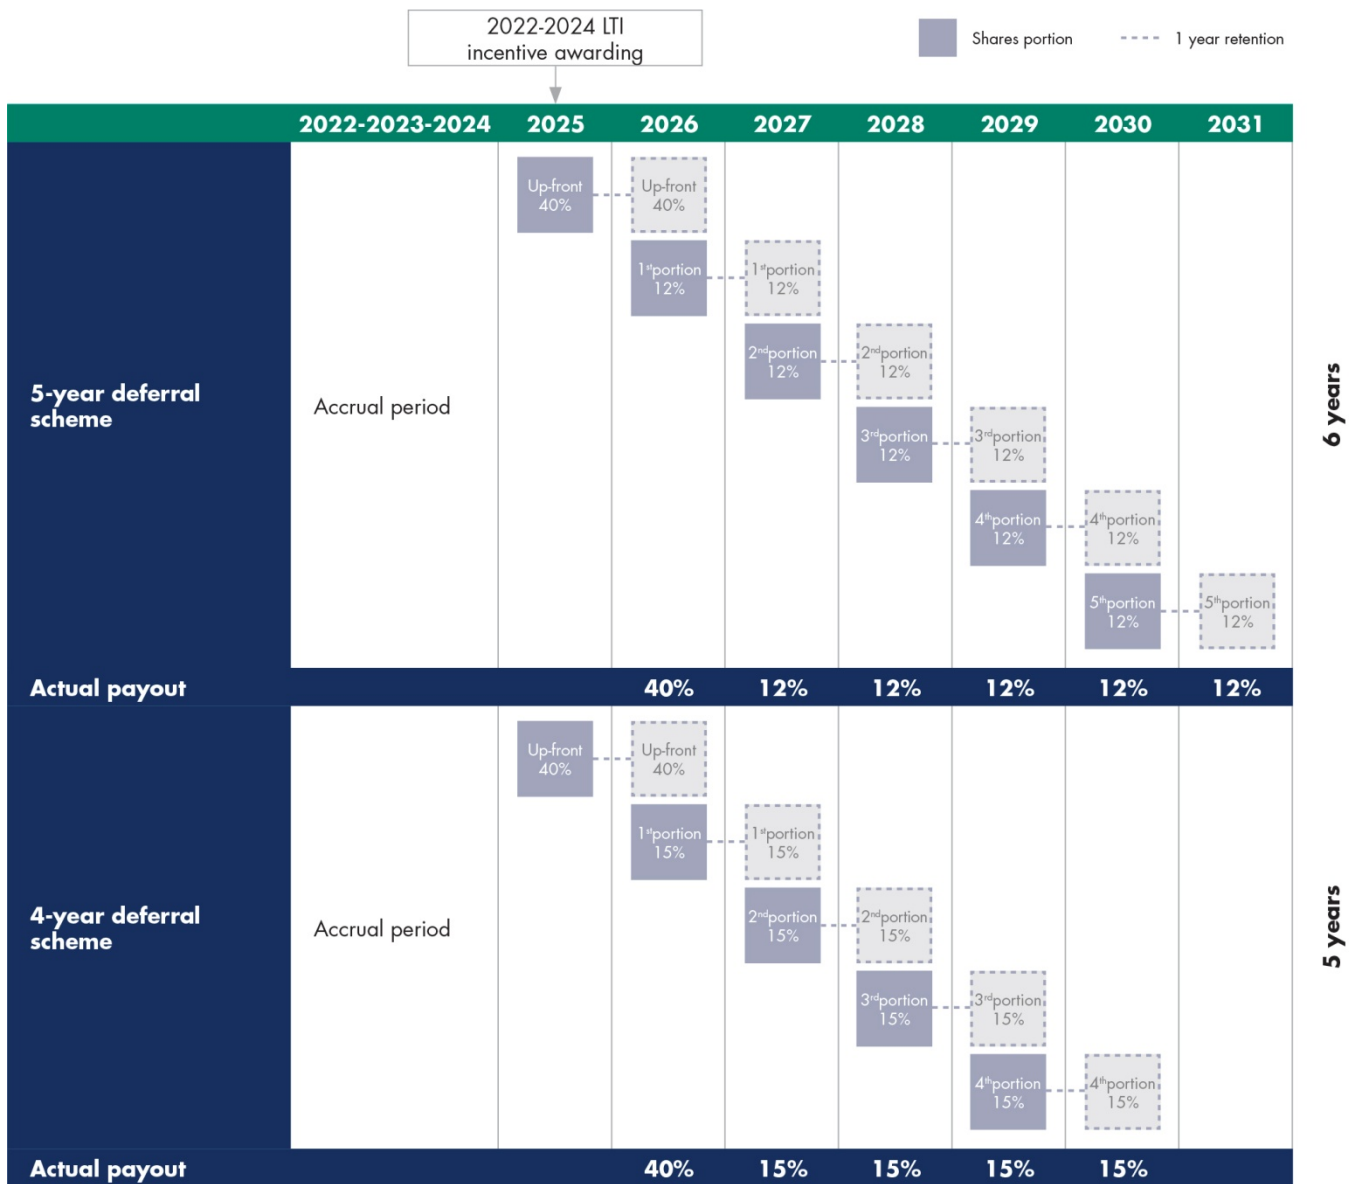 2022-2024 LTI
incentive awarding
Shares portion
1 year retention
2022-2023-2024 2025 2026 2027 2028 2029 2030 2031
Up-front
40%
Up-front
40%
1st portion
12%
1st portion
12%
2nd portion
12%
2nd portion
12%
5-year deferral
scheme
Accrual period
3rd portion
12%
3rd portion
12%
6 years
4th portion
12%
4th portion
12%
5th portion
12%
5th portion
12%
Actual payout 40% 12% 12% 12% 12% 12%
Up-front
40%
Up-front
40%
1st portion
15%
1st portion
15%
4-year deferral
scheme
Accrual period
2nd portion
15%
2nd portion
15%
5 years
3rd portion
15%
3rd portion
15%
4th portion
15%
4th portion
15%
Actual payout 40% 15% 15% 15% 15%